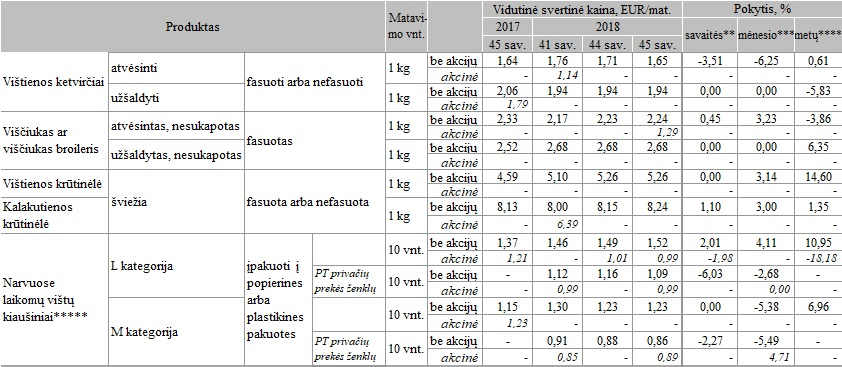 Produktas Matavi- Vidutinė svertinė kaina, EUR/mat. Pokytis, %
mo vnt. 2017 2018 savaitės** mėnesio*** metų****
45 sav. 41 sav. 44 sav. 45 sav.
Vištienos ketvirčiai atvėsinti fasuoti arba nefasuoti 1 kg be akcijų 1,64 1,76 1,71 1,65 -3,51 -6,25 0,61
akcinė - 1,14 - - - - -
užšaldyti 1 kg be akcijų 2,06 1,94 1,94 1,94 0,00 0,00 -5,83
akcinė 1,79 - - - - - -
Viščiukas ar viščiukas broileris atvėsintas, nesukapotas fasuotas 1 kg be akcijų 2,33 2,17 2,23 2,24 0,45 3,23 -3,86
akcinė - - - 1,29 - - -
užšaldytas, nesukapotas 1 kg be akcijų 2,52 2,68 2,68 2,68 0,00 0,00 6,35
akcinė - - - - - - -
Vištienos krūtinėlė šviežia fasuota arba nefasuota 1 kg be akcijų 4,59 5,10 5,26 5,26 0,00 3,14 14,60
akcinė - - - - - - -
Kalakutienos krūtinėlė 1 kg be akcijų 8,13 8,00 8,15 8,24 1,10 3,00 1,35
akcinė - 6,39 - - - - -
Narvuose laikomų vištų kiaušiniai***** L kategorija įpakuoti į popierines arba plastikines pakuotes 10 vnt. be akcijų 1,37 1,46 1,49 1,52 2,01 4,11 10,95
akcinė 1,21 - 1,01 0,99 -1,98 - -18,18
PT privačių prekės ženklų 10 vnt. be akcijų - 1,12 1,16 1,09 -6,03 -2,68 -
akcinė - 0,99 - 0,99 - 0,00 -
M kategorija 10 vnt. be akcijų 1,15 1,30 1,23 1,23 0,00 -5,38 6,96
akcinė 1,23 - - - - - -
PT privačių prekės ženklų 10 vnt. be akcijų - 0,91 0,88 0,86 -2,27 -5,49 -
akcinė - 0,85 - 0,89 - 4,71 -